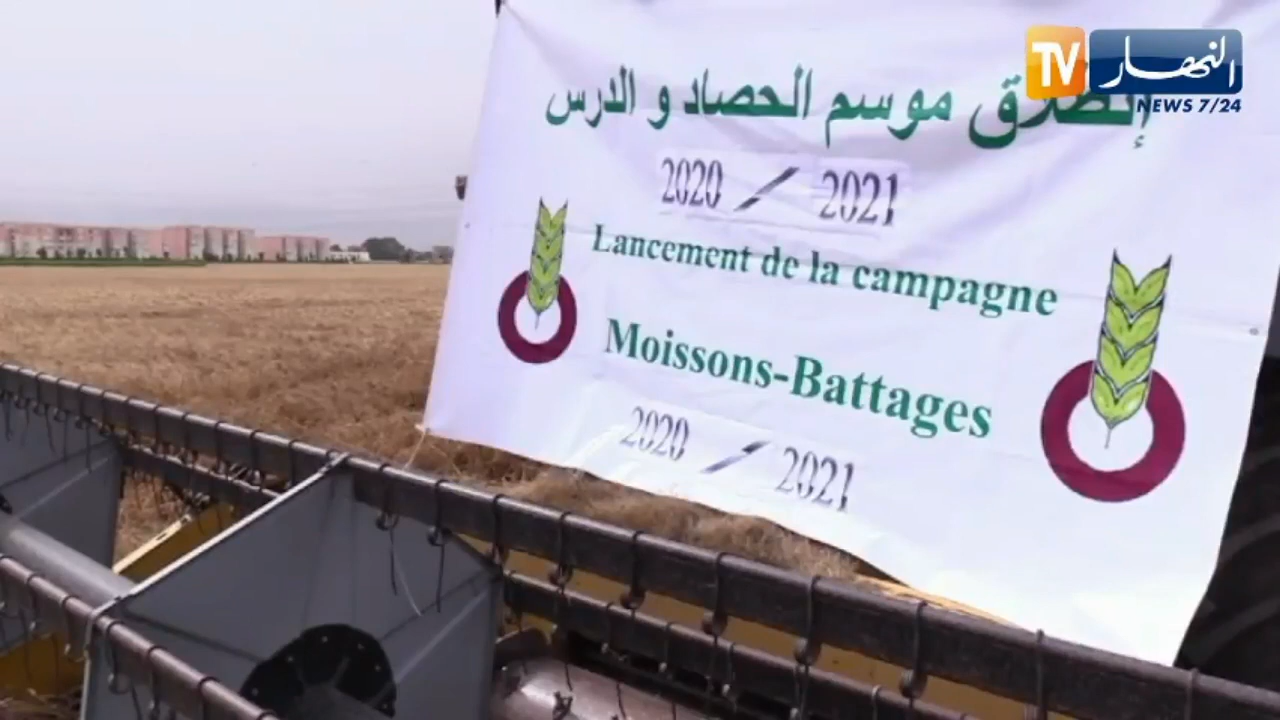 TV النهار
NEWS 7/24
إنطلاق موسم الحصاد و الدرس
2020 / 2021
Lancement de la campagne
Moissons-Battages
2020 / 2021